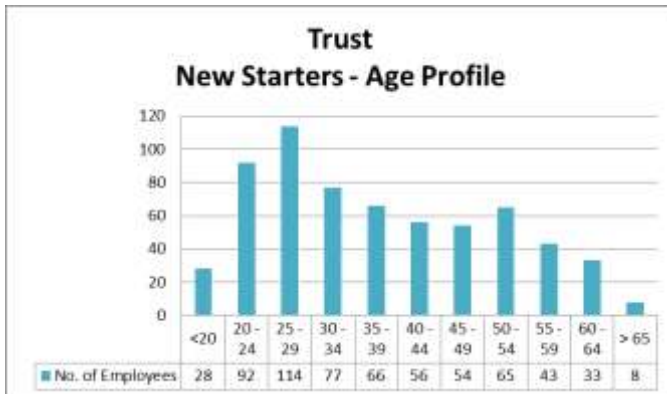 Trust
New Starters - Age Profile
120
100
80
60
40
20
0
<20 20 - 24 25 - 29 30 - 34 35 - 39 40 - 44 45 - 49 50 - 54 55 - 59 60 - 64 > 65
No. of Employees 28 92 114 77 66 56 54 65 43 33 8